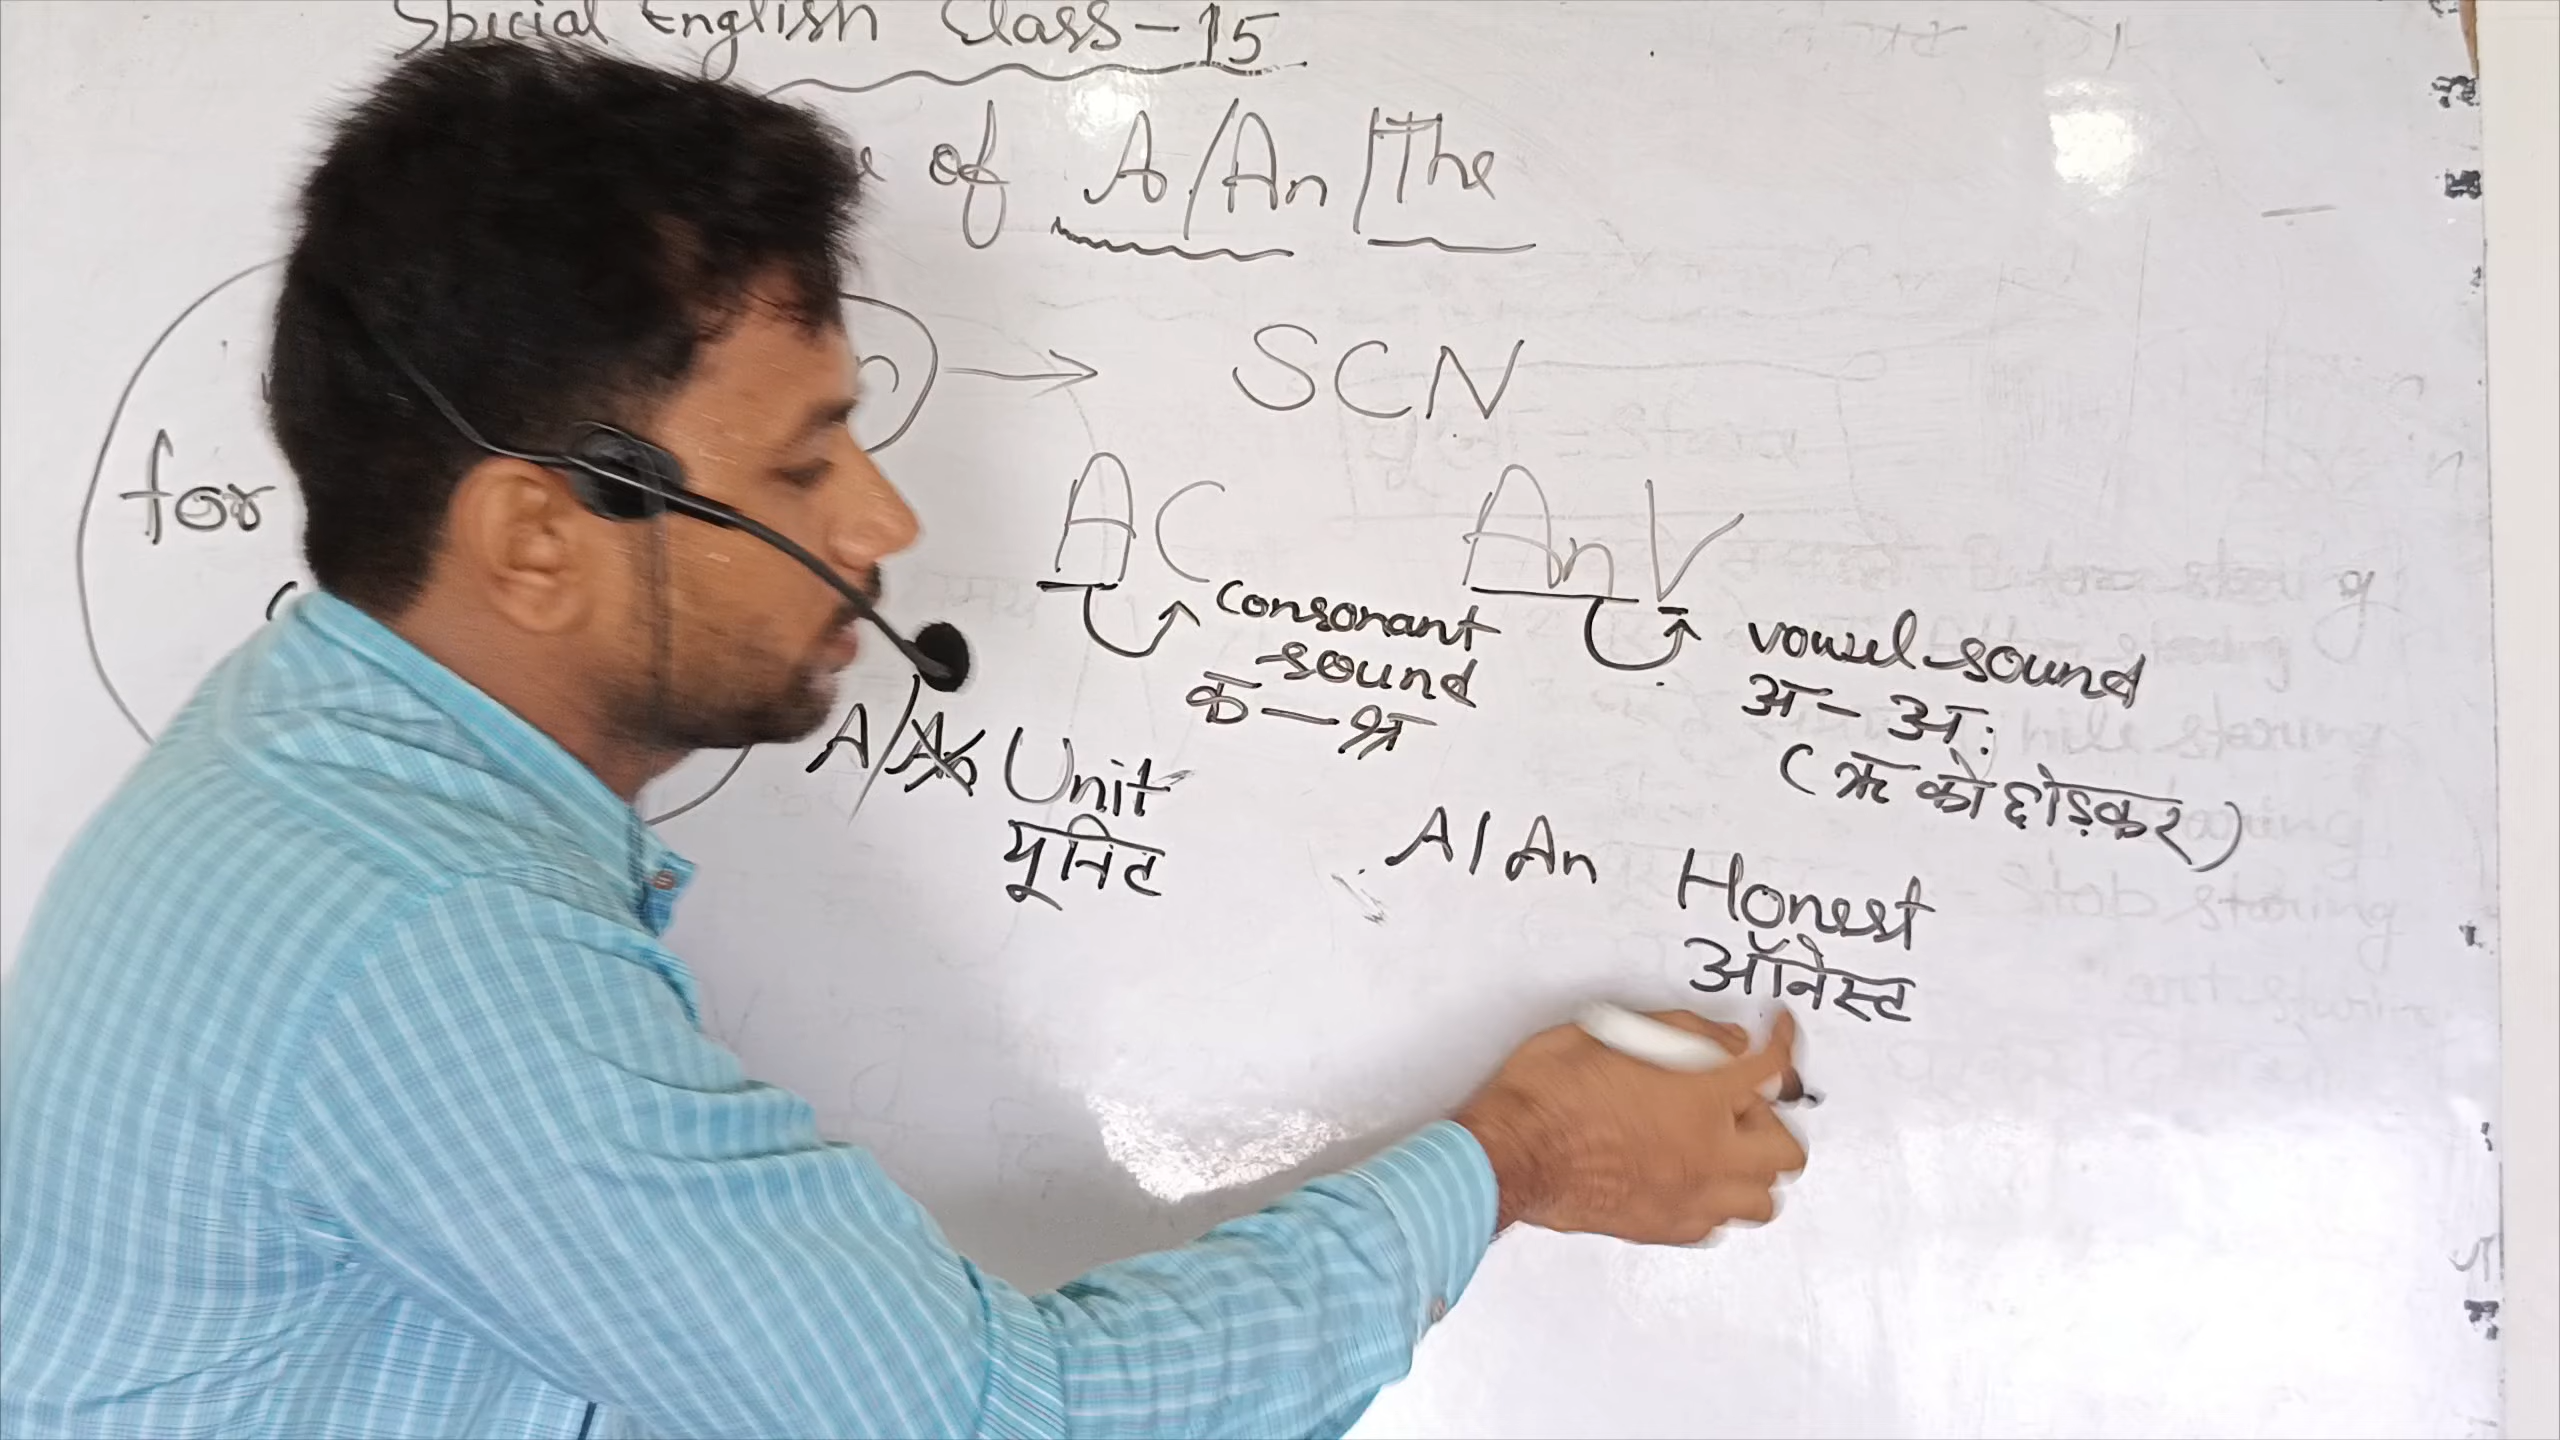 Special English Class-15
of A/An/The
SCN
for
AC
AnV
consonant
sound
क-श्र
vowel sound
अ-अः
(ऋ को छोड़कर)
A/An Unit
यूनिट
A/An Honest
ऑनेस्ट